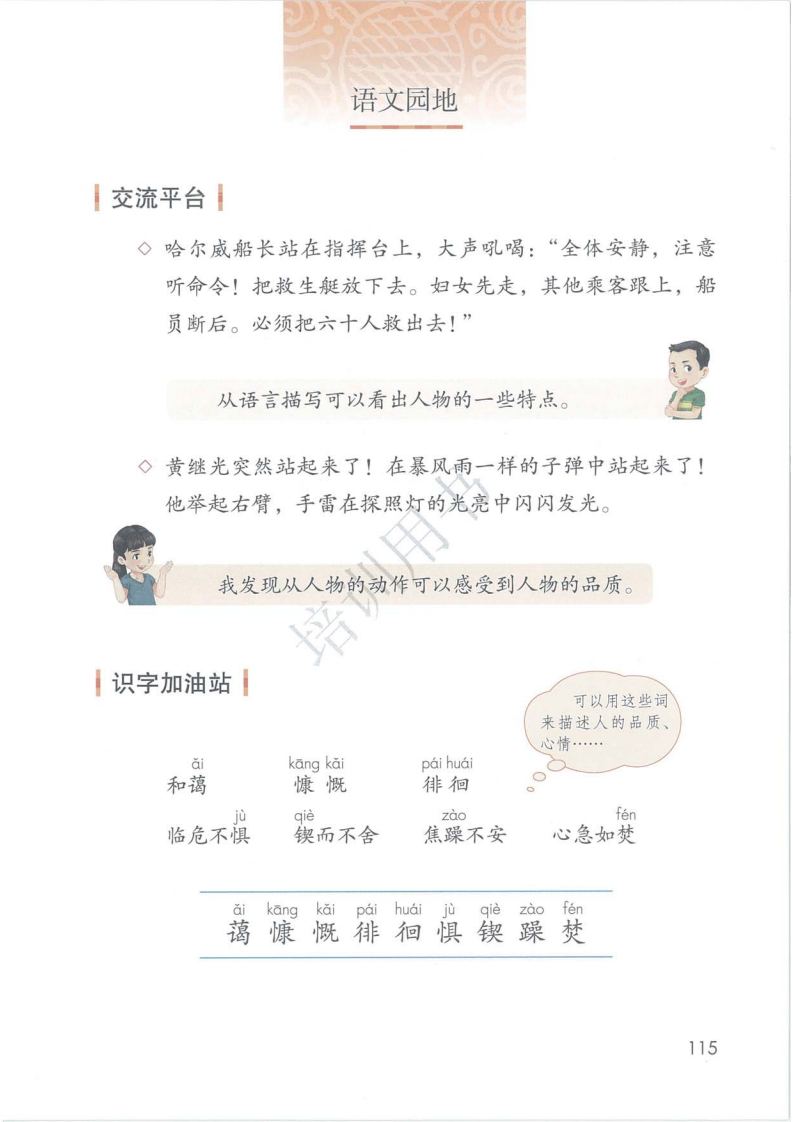 语文园地
交流平台
◇ 哈尔威船长站在指挥台上，大声吼喝：“全体安静，注意
听命令！把救生艇放下去。妇女先走，其他乘客跟上，船
员断后。必须把六十人救出去！”
从语言描写可以看出人物的一些特点。
◇ 黄继光突然站起来了！在暴风雨一样的子弹中站起来了！
他举起右臂，手雷在探照灯的光亮中闪闪发光。
我发现从人物的动作可以感受到人物的品质。
培训用书
识字加油站
可以用这些词
来描述人的品质、
心情……
ǎi kāng kǎi pái huái
和蔼 慷慨 徘徊
jù qiè zào fén
临危不惧 锲而不舍 焦躁不安 心急如焚
ǎi kāng kǎi pái huái jù qiè zào fén
蔼 慷 慨 徘 徊 惧 锲 躁 焚
115